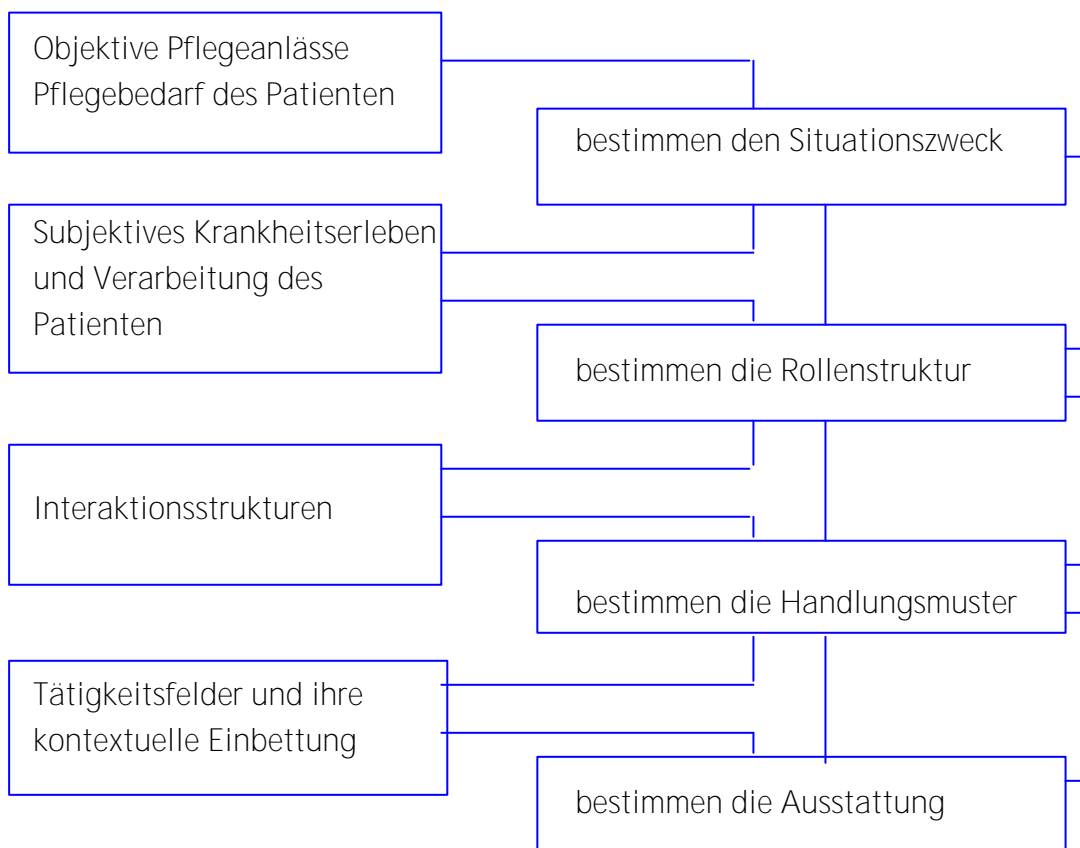 Objektive Pflegeanlässe
Pflegebedarf des Patienten
bestimmen den Situationszweck
Subjektives Krankheitserleben
und Verarbeitung des
Patienten
bestimmen die Rollenstruktur
Interaktionsstrukturen
bestimmen die Handlungsmuster
Tätigkeitsfelder und ihre
kontextuelle Einbettung
bestimmen die Ausstattung